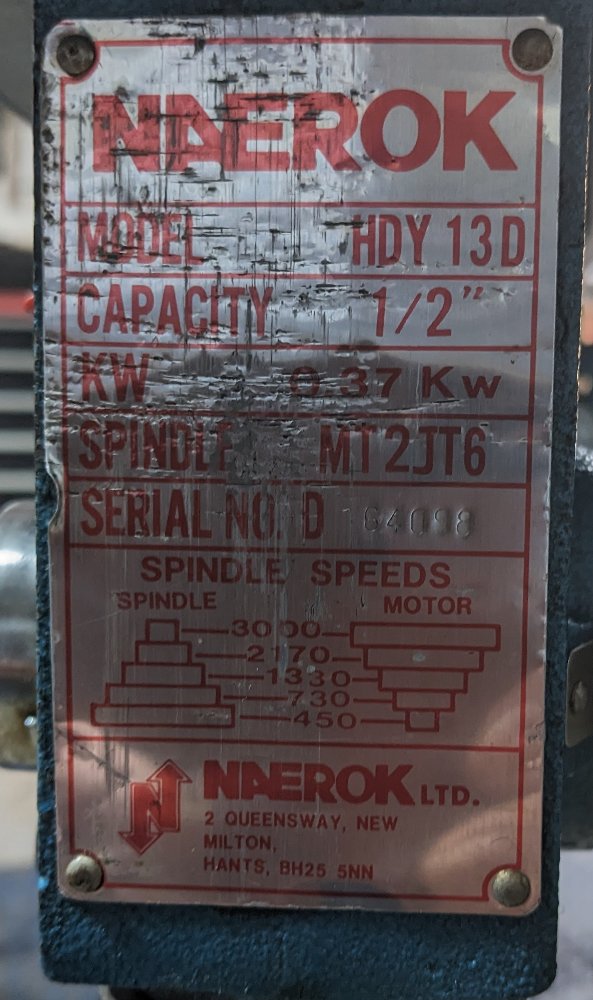 NAEROK
MODEL HDY 13D
CAPACITY 1/2"
KW 0.37 Kw
SPINDLE MT2JT6
SERIAL NO. D 164098
SPINDLE SPEEDS
SPINDLE MOTOR
3000
2170
1330
730
450
N NAEROK LTD.
2 QUEENSWAY, NEW
MILTON,
HANTS, BH25 5NN